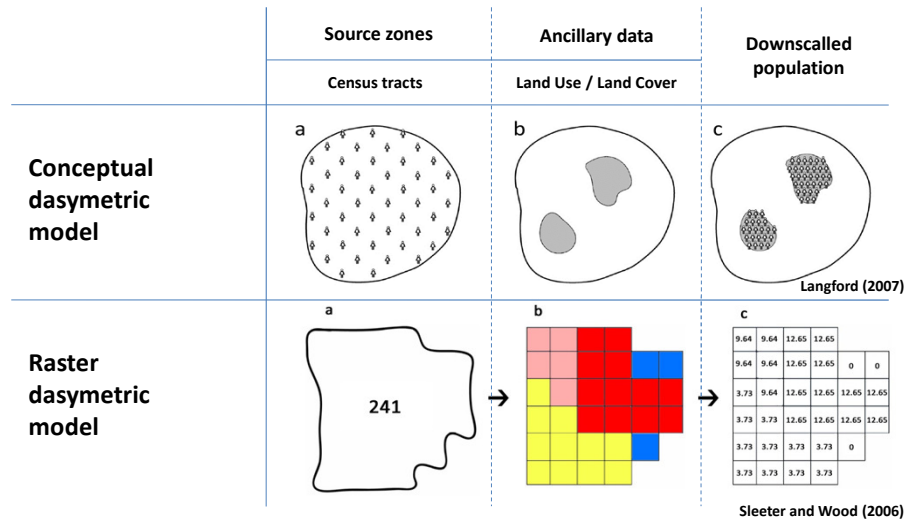 Source zones
Ancillary data
Downscalled
population
Census tracts
Land Use / Land Cover
Conceptual
dasymetric
model
a
b
c
Langford (2007)
Raster
dasymetric
model
a
b
c
241
9.64 9.64 12.65 12.65
9.64 9.64 12.65 12.65 0 0
3.73 9.64 12.65 12.65 12.65 12.65
3.73 3.73 12.65 12.65 12.65 12.65
3.73 3.73 3.73 3.73 0
3.73 3.73 3.73 3.73
Sleeter and Wood (2006)